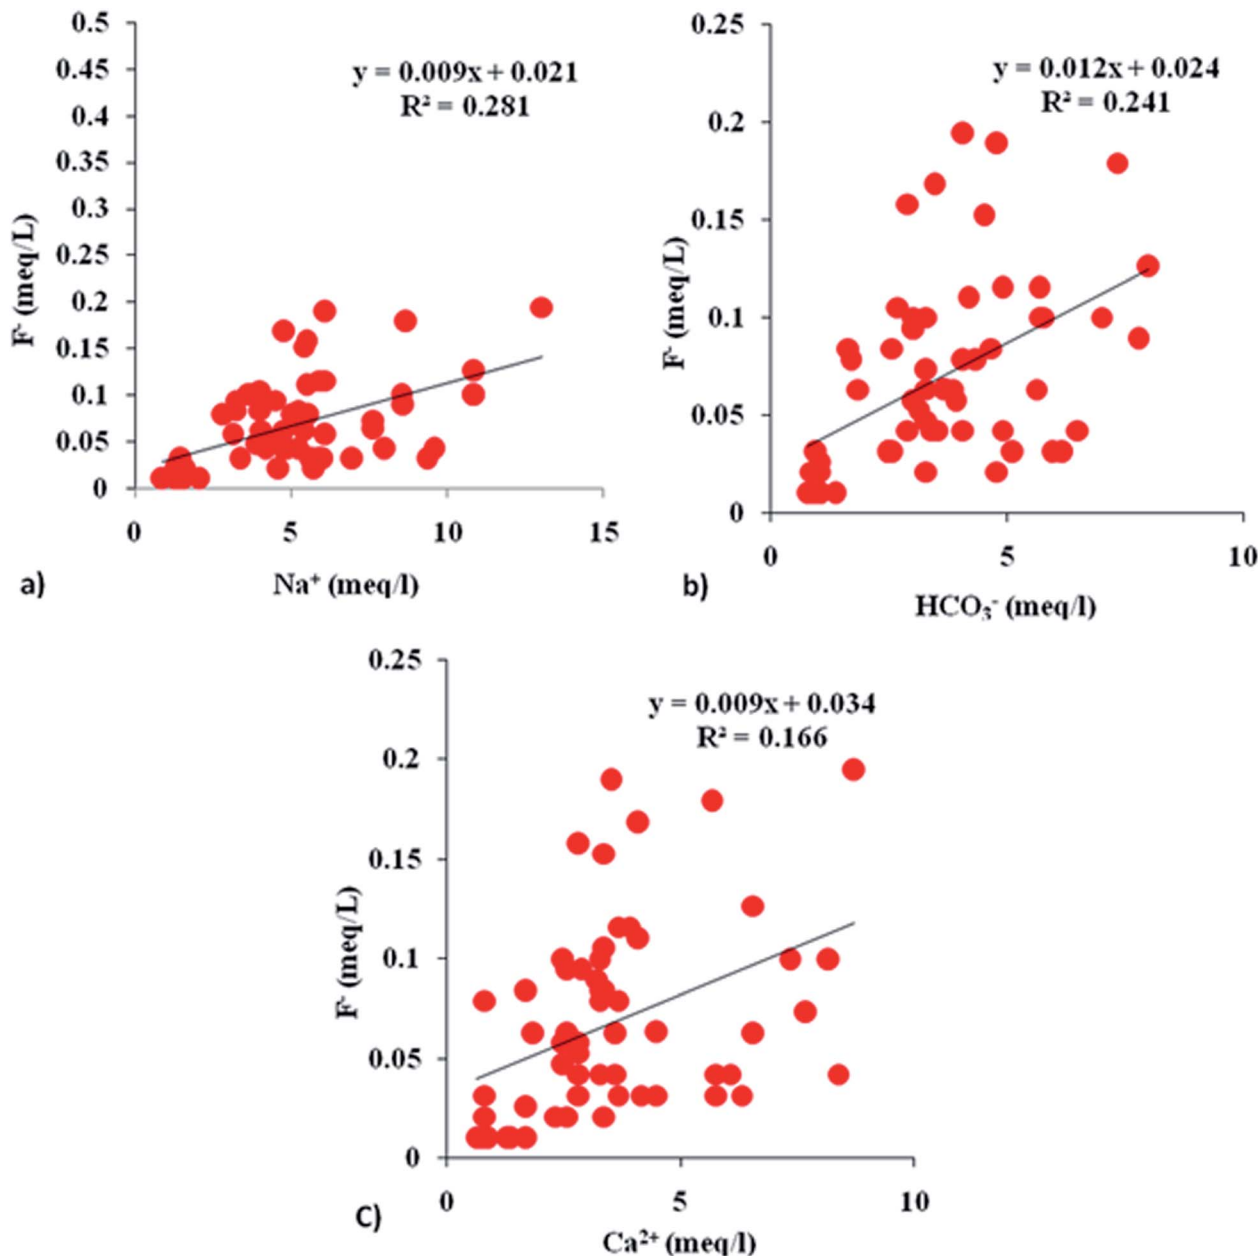 0.5
0.45
0.4
0.35
0.3
0.25
0.2
0.15
0.1
0.05
0
F⁻ (meq/L)
y = 0.009x + 0.021
R² = 0.281
0 5 10 15
a) Na⁺ (meq/l)
0.25
0.2
0.15
0.1
0.05
0
F⁻ (meq/L)
y = 0.012x + 0.024
R² = 0.241
0 5 10
b) HCO₃⁻ (meq/l)
0.25
0.2
0.15
0.1
0.05
0
F⁻ (meq/L)
y = 0.009x + 0.034
R² = 0.166
0 5 10
c) Ca²⁺ (meq/l)